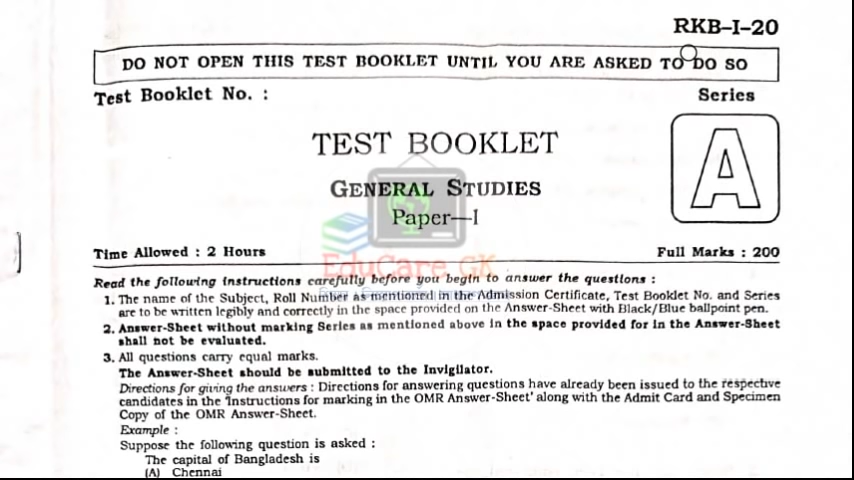 RKB–I–20
DO NOT OPEN THIS TEST BOOKLET UNTIL YOU ARE ASKED TO DO SO
Test Booklet No. :
Series
TEST BOOKLET
A
GENERAL STUDIES
Paper—I
Time Allowed : 2 Hours
Full Marks : 200
EduCare GK
Read the following instructions carefully before you begin to answer the questions :
1. The name of the Subject, Roll Number as mentioned in the Admission Certificate, Test Booklet No. and Series
are to be written legibly and correctly in the space provided on the Answer-Sheet with Black/Blue ballpoint pen.
2. Answer-Sheet without marking Series as mentioned above in the space provided for in the Answer-Sheet
shall not be evaluated.
3. All questions carry equal marks.
The Answer-Sheet should be submitted to the Invigilator.
Directions for giving the answers : Directions for answering questions have already been issued to the respective
candidates in the 'Instructions for marking in the OMR Answer-Sheet' along with the Admit Card and Specimen
Copy of the OMR Answer-Sheet.
Example :
Suppose the following question is asked :
The capital of Bangladesh is
(A) Chennai